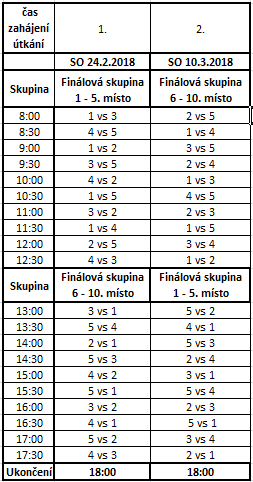 čas zahájení útkání 1. 2.
SO 24.2.2018 SO 10.3.2018
Skupina Finálová skupina 1 - 5. místo Finálová skupina 6 - 10. místo
8:00 1 vs 3 2 vs 5
8:30 4 vs 5 1 vs 4
9:00 1 vs 2 3 vs 5
9:30 3 vs 5 2 vs 4
10:00 4 vs 2 1 vs 3
10:30 1 vs 5 4 vs 5
11:00 3 vs 2 2 vs 3
11:30 1 vs 4 1 vs 5
12:00 2 vs 5 3 vs 4
12:30 4 vs 3 1 vs 2
Skupina Finálová skupina 6 - 10. místo Finálová skupina 1 - 5. místo
13:00 3 vs 1 5 vs 2
13:30 5 vs 4 4 vs 1
14:00 2 vs 1 5 vs 3
14:30 5 vs 3 2 vs 4
15:00 4 vs 2 3 vs 1
15:30 5 vs 1 5 vs 4
16:00 3 vs 2 2 vs 3
16:30 4 vs 1 5 vs 1
17:00 5 vs 2 3 vs 4
17:30 4 vs 3 2 vs 1
Ukončení 18:00 18:00